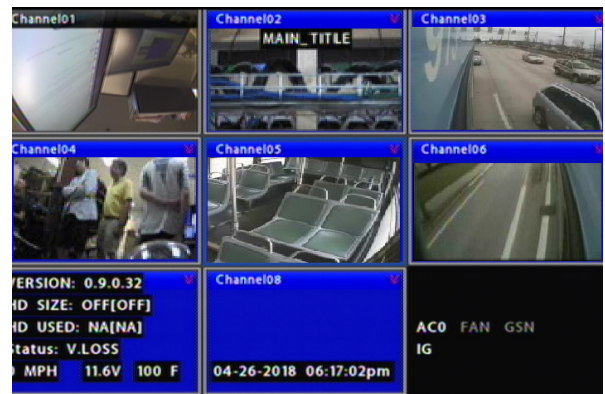 Channel01
Channel02
Channel03
MAIN_TITLE
Channel04
Channel05
Channel06
VERSION: 0.9.0.32
HD SIZE: OFF[OFF]
HD USED: NA[NA]
Status: V.LOSS
0 MPH 11.6V 100 F
Channel08
04-26-2018 06:17:02pm
AC0 FAN GSN
IG